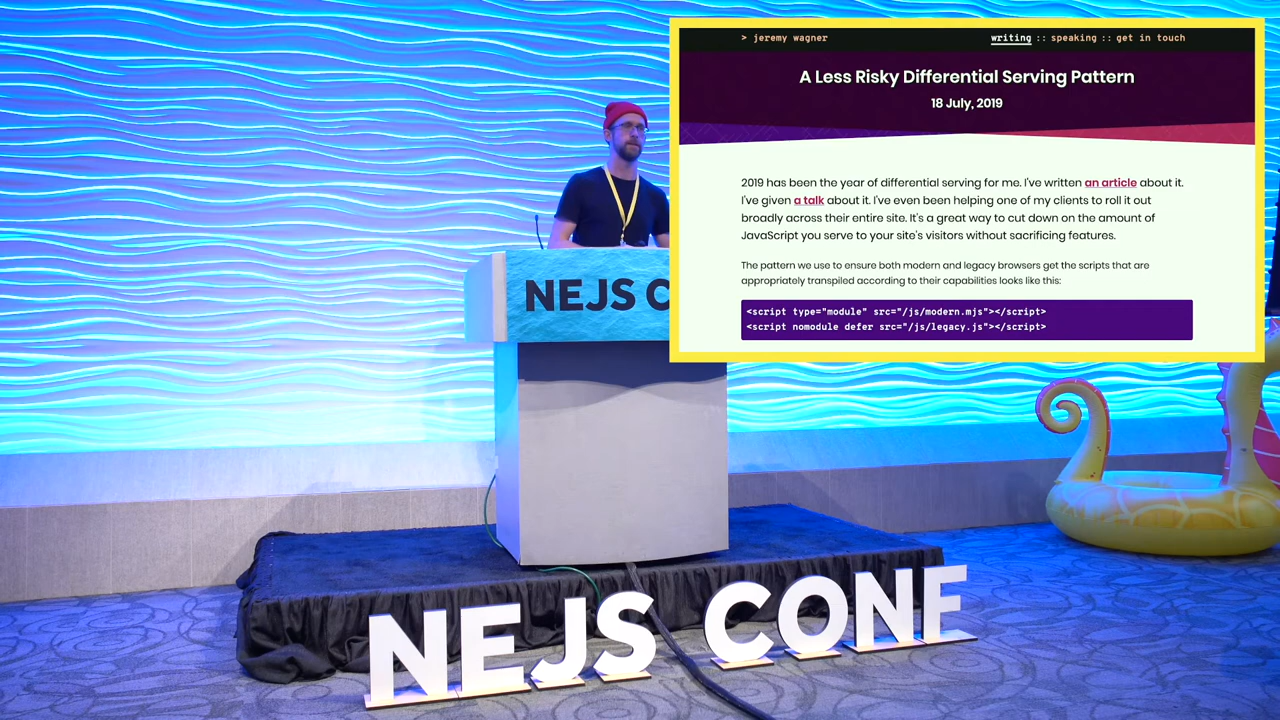 > jeremy wagner
writing :: speaking :: get in touch
A Less Risky Differential Serving Pattern
18 July, 2019
2019 has been the year of differential serving for me. I've written an article about it.
I've given a talk about it. I've even been helping one of my clients to roll it out
broadly across their entire site. It's a great way to cut down on the amount of
JavaScript you serve to your site's visitors without sacrificing features.
The pattern we use to ensure both modern and legacy browsers get the scripts that are
appropriately transpiled according to their capabilities looks like this:
<script type="module" src="/js/modern.mjs"></script>
<script nomodule defer src="/js/legacy.js"></script>
NEJS C
NEJS CONF